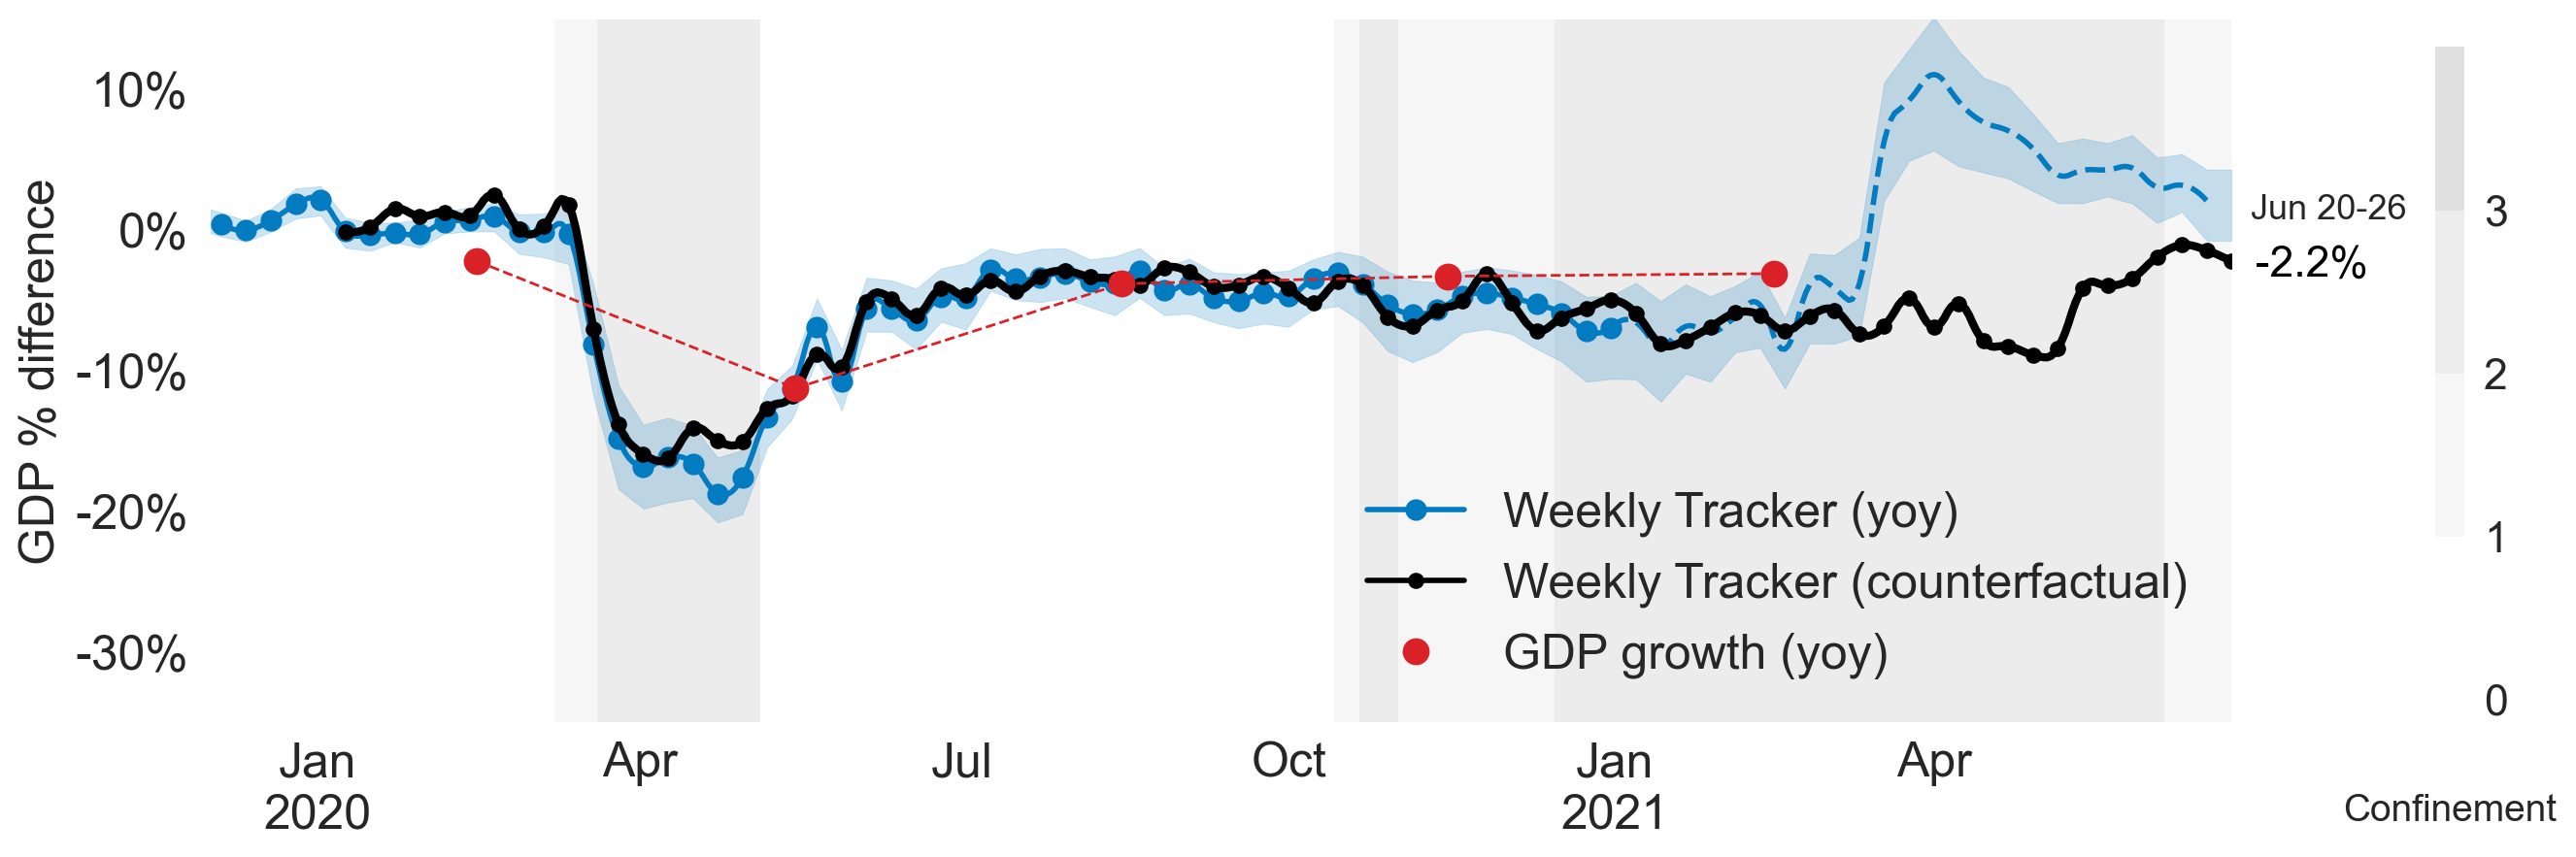 GDP % difference
10%
0%
-10%
-20%
-30%
Jan
2020
Apr
Jul
Oct
Jan
2021
Apr
Weekly Tracker (yoy)
Weekly Tracker (counterfactual)
GDP growth (yoy)
Jun 20-26
-2.2%
3
2
1
0
Confinement